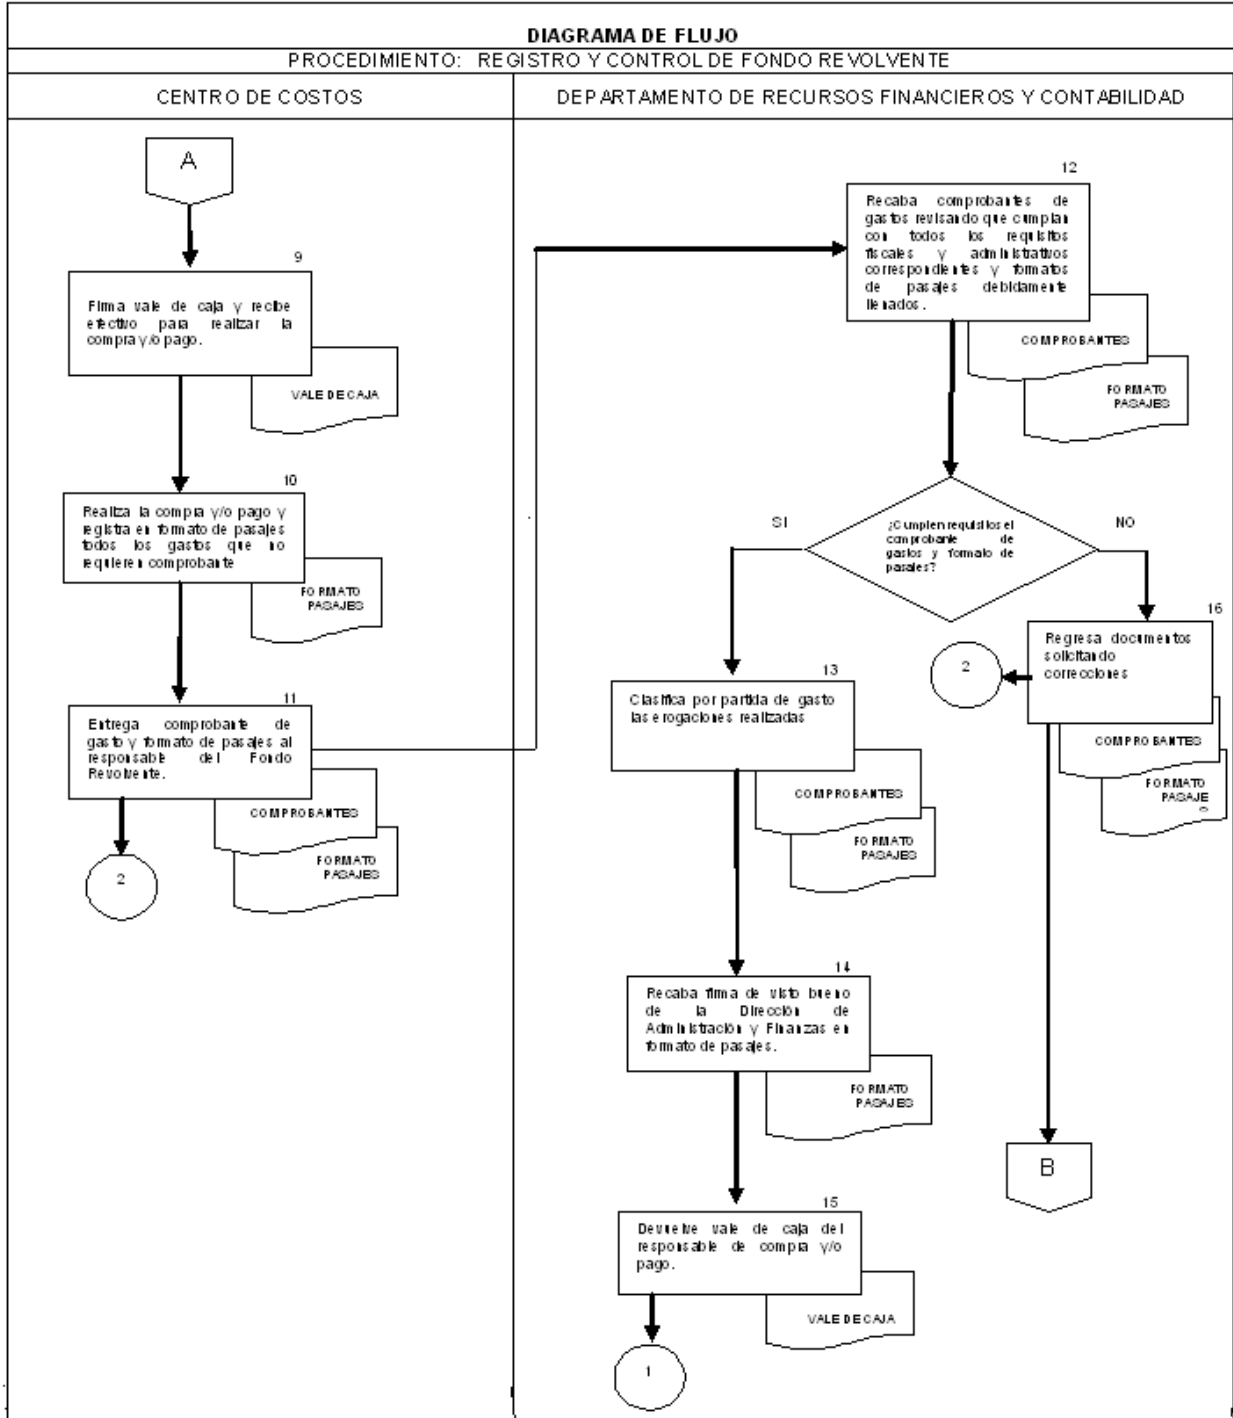 DIAGRAMA DE FLUJO
PROCEDIMIENTO: REGISTRO Y CONTROL DE FONDO REVOLVENTE
CENTRO DE COSTOS
DEPARTAMENTO DE RECURSOS FINANCIEROS Y CONTABILIDAD
A
9
Firma vale de caja y recibe
efectivo para realizar la
compra y/o pago.
VALE DE CAJA
10
Realiza la compra y/o pago y
registra en formato de pasajes
todos los gastos que no
requieren comprobante
FORMATO
PASAJES
11
Entrega comprobante de
gasto y formato de pasajes al
responsable del Fondo
Revolvente.
COMPROBANTES
FORMATO
PASAJES
2
12
Recaba comprobantes de
gastos revisando que cumplan
con todos los requisitos
fiscales y administrativos
correspondientes y formatos
de pasajes debidamente
llenados.
COMPROBANTES
FORMATO
PASAJES
SI
¿Cumplen requisitos el
comprobante de
gastos y formato de
pasajes?
NO
16
Regresa documentos
solicitando
correcciones
2
COMPROBANTES
FORMATO
PASAJE
13
Clasifica por partida de gasto
las erogaciones realizadas
COMPROBANTES
FORMATO
PASAJES
14
Recaba firma de visto bueno
de la Dirección de
Administración y Finanzas en
formato de pasajes.
FORMATO
PASAJES
B
15
Devuelve vale de caja del
responsable de compra y/o
pago.
VALE DE CAJA
1